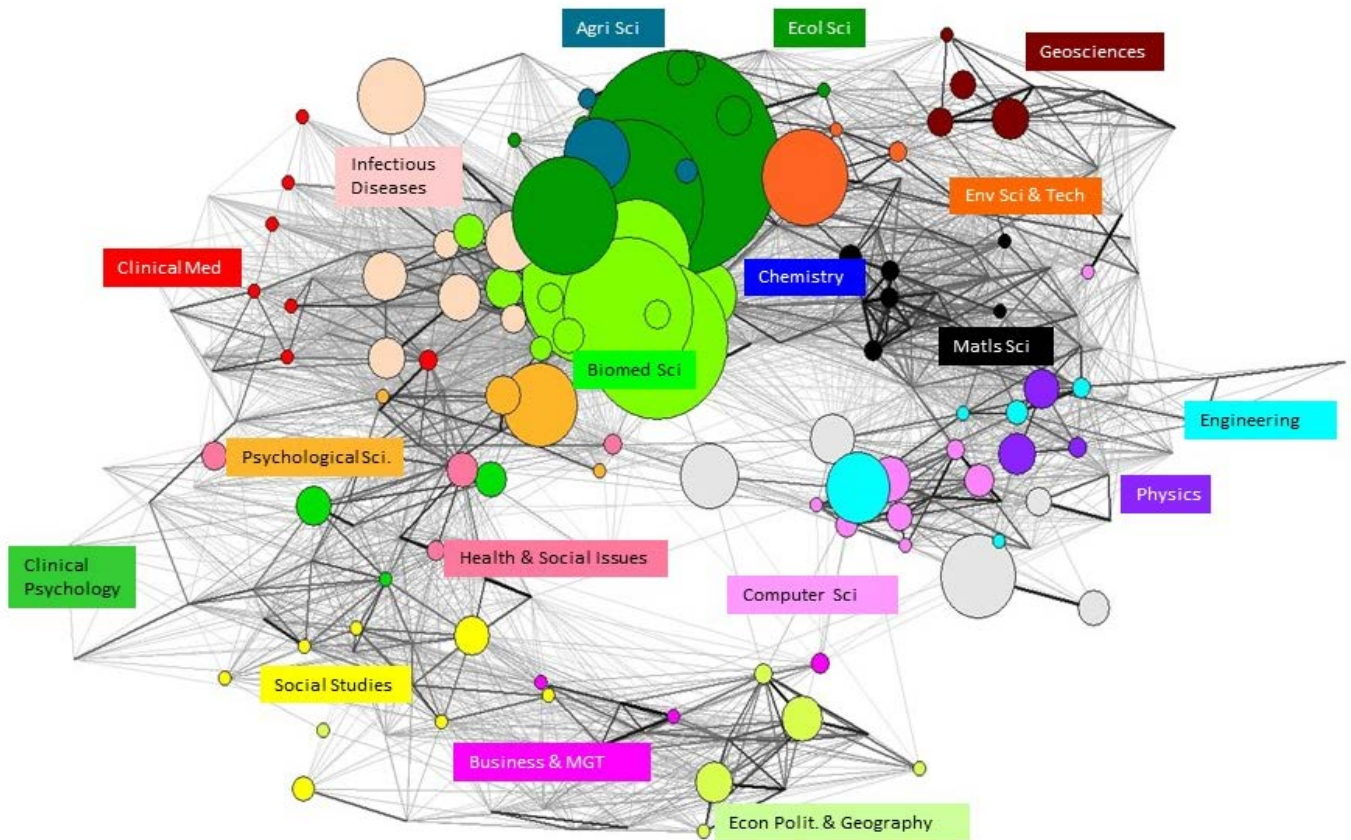 Agri Sci
Ecol Sci
Geosciences
Infectious
Diseases
Env Sci & Tech
Clinical Med
Chemistry
Matls Sci
Biomed Sci
Engineering
Psychological Sci.
Physics
Clinical
Psychology
Health & Social Issues
Computer Sci
Social Studies
Business & MGT
Econ Polit. & Geography